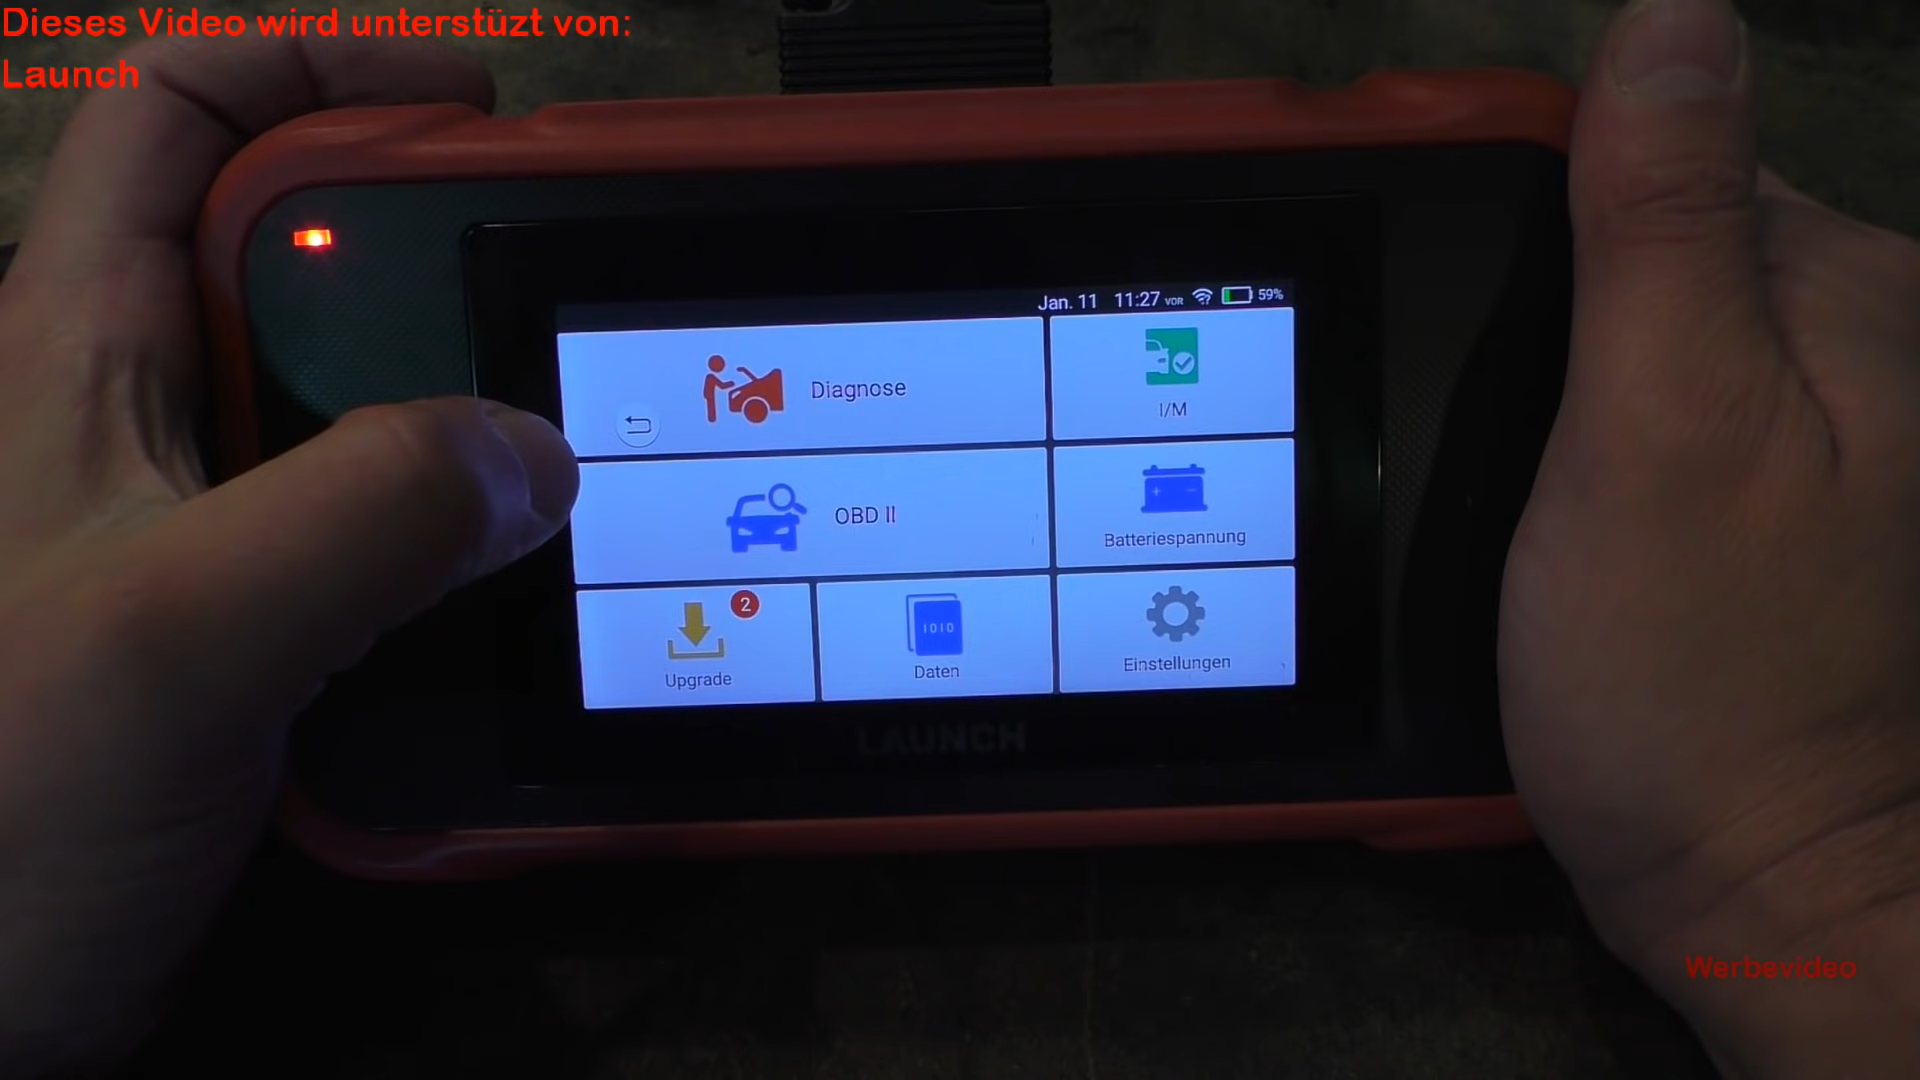 Dieses Video wird unterstüzt von:
Launch
Jan. 11 11:27 VOR 59%
Diagnose
I/M
OBD II
+ -
Batteriespannung
2
1010
Upgrade
Daten
Einstellungen
LAUNCH
Werbevideo